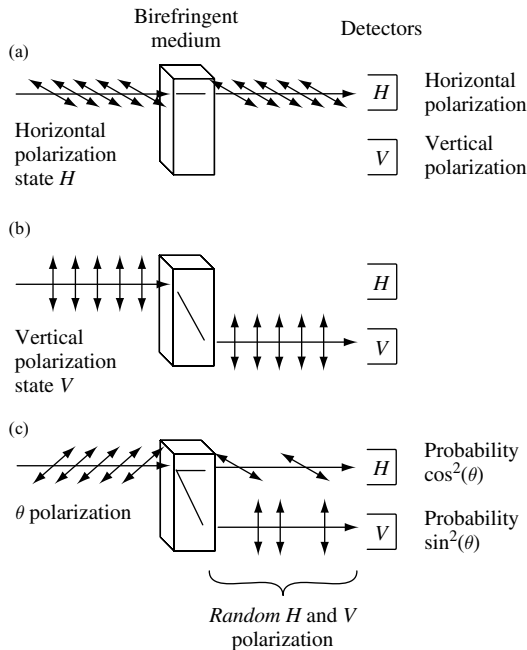 Birefringent
medium
Detectors
(a)
H
Horizontal
polarization
Horizontal
polarization
state H
V
Vertical
polarization
(b)
H
Vertical
polarization
state V
V
(c)
H
Probability
cos²(θ)
θ polarization
V
Probability
sin²(θ)
Random H and V
polarization